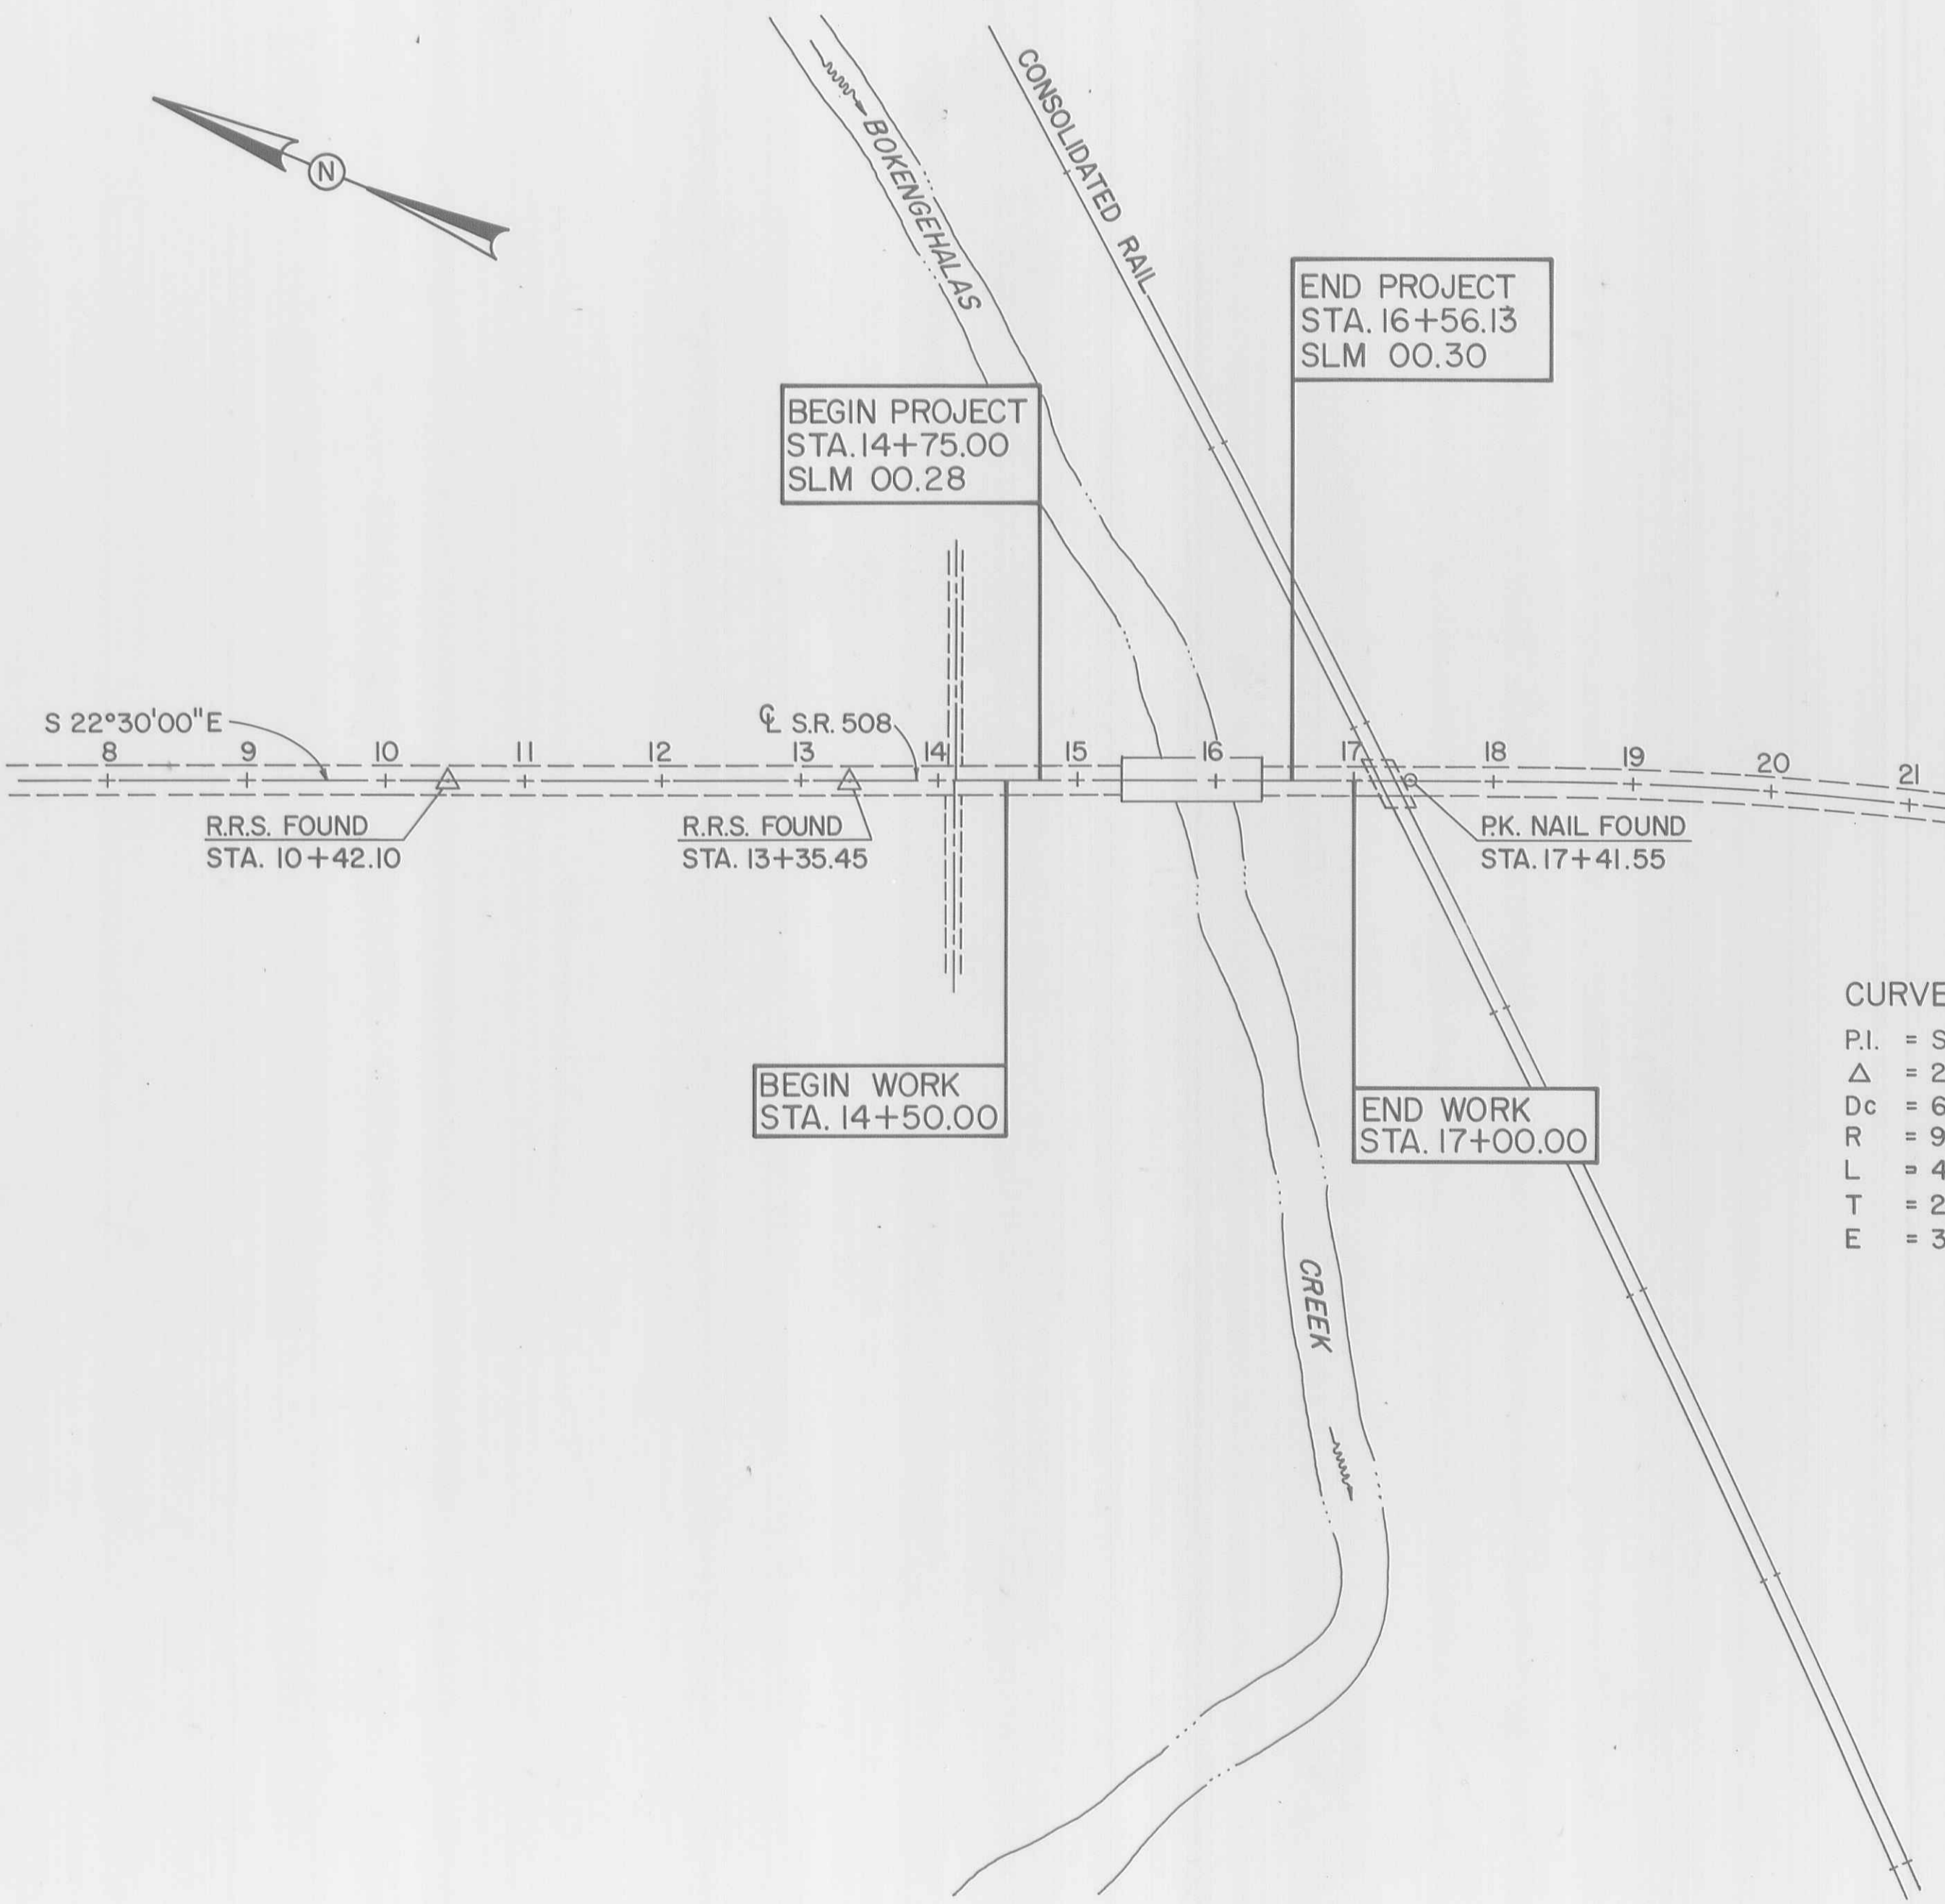 N
BOKENGEHALAS
CONSOLIDATED RAIL
END PROJECT
STA. 16+56.13
SLM 00.30
BEGIN PROJECT
STA. 14+75.00
SLM 00.28
S 22°30'00"E
℄ S.R. 508
8 9 10 11 12 13 14 15 16 17 18 19 20 21
R.R.S. FOUND
STA. 10+42.10
R.R.S. FOUND
STA. 13+35.45
P.K. NAIL FOUND
STA. 17+41.55
BEGIN WORK
STA. 14+50.00
END WORK
STA. 17+00.00
CURVE
P.I. = S
Δ = 2
Dc = 6
R = 9
L = 4
T = 2
E = 3
CREEK